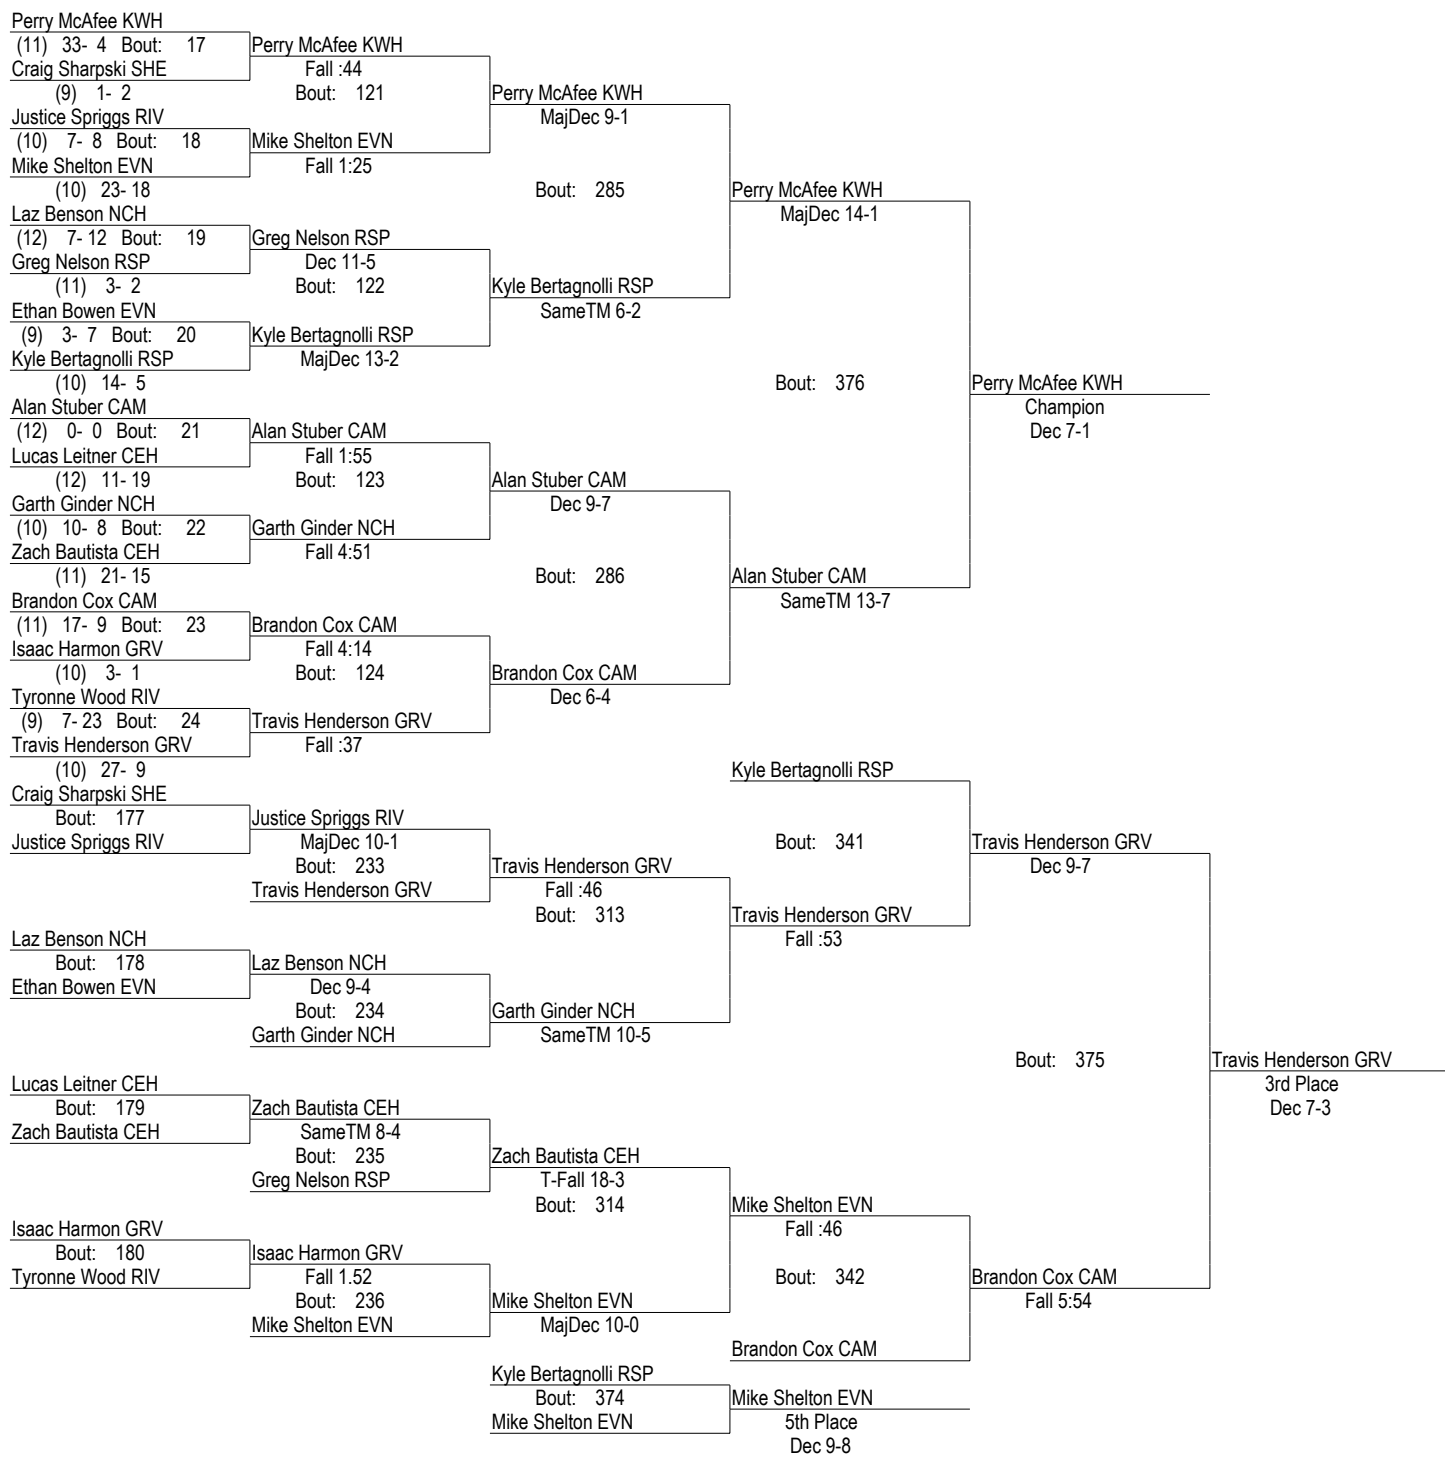 Perry McAfee KWH
(11) 33- 4 Bout: 17 Perry McAfee KWH
Craig Sharpski SHE Fall :44
(9) 1- 2 Bout: 121 Perry McAfee KWH
Justice Spriggs RIV MajDec 9-1
(10) 7- 8 Bout: 18 Mike Shelton EVN
Mike Shelton EVN Fall 1:25
(10) 23- 18 Bout: 285 Perry McAfee KWH
Laz Benson NCH MajDec 14-1
(12) 7- 12 Bout: 19 Greg Nelson RSP
Greg Nelson RSP Dec 11-5
(11) 3- 2 Bout: 122 Kyle Bertagnolli RSP
Ethan Bowen EVN SameTM 6-2
(9) 3- 7 Bout: 20 Kyle Bertagnolli RSP
Kyle Bertagnolli RSP MajDec 13-2
(10) 14- 5 Bout: 376 Perry McAfee KWH
Alan Stuber CAM Champion
(12) 0- 0 Bout: 21 Alan Stuber CAM Dec 7-1
Lucas Leitner CEH Fall 1:55
(12) 11- 19 Bout: 123 Alan Stuber CAM
Garth Ginder NCH Dec 9-7
(10) 10- 8 Bout: 22 Garth Ginder NCH
Zach Bautista CEH Fall 4:51
(11) 21- 15 Bout: 286 Alan Stuber CAM
Brandon Cox CAM SameTM 13-7
(11) 17- 9 Bout: 23 Brandon Cox CAM
Isaac Harmon GRV Fall 4:14
(10) 3- 1 Bout: 124 Brandon Cox CAM
Tyronne Wood RIV Dec 6-4
(9) 7- 23 Bout: 24 Travis Henderson GRV
Travis Henderson GRV Fall :37
(10) 27- 9 Kyle Bertagnolli RSP
Craig Sharpski SHE
Bout: 177 Justice Spriggs RIV
Justice Spriggs RIV MajDec 10-1 Bout: 341 Travis Henderson GRV
Bout: 233 Travis Henderson GRV Dec 9-7
Travis Henderson GRV Fall :46
Bout: 313 Travis Henderson GRV
Laz Benson NCH Fall :53
Bout: 178 Laz Benson NCH
Ethan Bowen EVN Dec 9-4
Bout: 234 Garth Ginder NCH
Garth Ginder NCH SameTM 10-5
Bout: 375 Travis Henderson GRV
Lucas Leitner CEH 3rd Place
Bout: 179 Zach Bautista CEH Dec 7-3
Zach Bautista CEH SameTM 8-4
Bout: 235 Zach Bautista CEH
Greg Nelson RSP T-Fall 18-3
Bout: 314 Mike Shelton EVN
Isaac Harmon GRV Fall :46
Bout: 180 Isaac Harmon GRV
Tyronne Wood RIV Fall 1.52 Bout: 342 Brandon Cox CAM
Bout: 236 Mike Shelton EVN Fall 5:54
Mike Shelton EVN MajDec 10-0
Brandon Cox CAM
Kyle Bertagnolli RSP
Bout: 374 Mike Shelton EVN
Mike Shelton EVN 5th Place
Dec 9-8